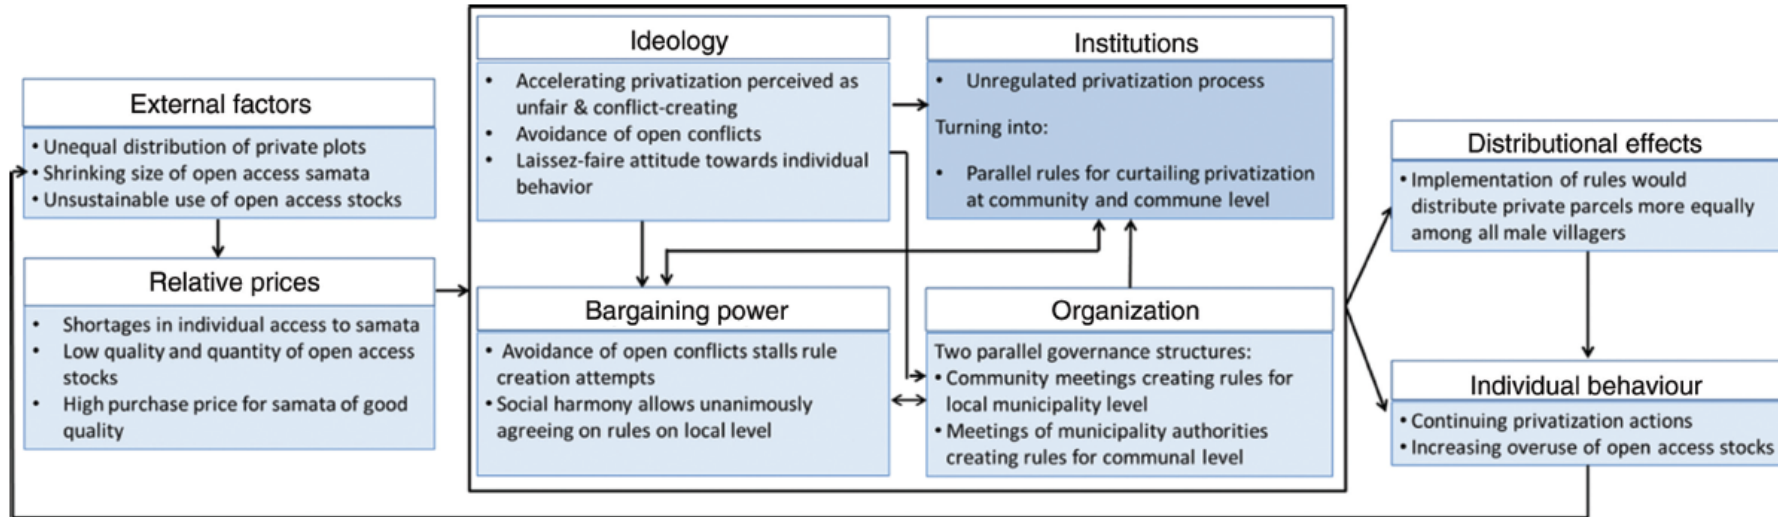 External factors
• Unequal distribution of private plots
• Shrinking size of open access samata
• Unsustainable use of open access stocks
Relative prices
• Shortages in individual access to samata
• Low quality and quantity of open access
stocks
• High purchase price for samata of good
quality
Ideology
• Accelerating privatization perceived as
unfair & conflict-creating
• Avoidance of open conflicts
• Laissez-faire attitude towards individual
behavior
Institutions
• Unregulated privatization process
Turning into:
• Parallel rules for curtailing privatization
at community and commune level
Bargaining power
• Avoidance of open conflicts stalls rule
creation attempts
• Social harmony allows unanimously
agreeing on rules on local level
Organization
Two parallel governance structures:
• Community meetings creating rules for
local municipality level
• Meetings of municipality authorities
creating rules for communal level
Distributional effects
• Implementation of rules would
distribute private parcels more equally
among all male villagers
Individual behaviour
• Continuing privatization actions
• Increasing overuse of open access stocks